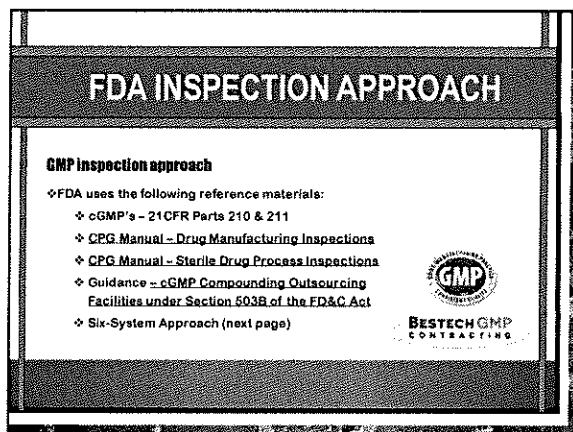 FDA INSPECTION APPROACH
GMP inspection approach
❖FDA uses the following reference materials:
❖ cGMP's – 21CFR Parts 210 & 211
❖ CPG Manual – Drug Manufacturing Inspections
❖ CPG Manual – Sterile Drug Process Inspections
❖ Guidance – cGMP Compounding Outsourcing
Facilities under Section 503B of the FD&C Act
❖ Six-System Approach (next page)
GMP
BESTECH GMP
CONTRACTING